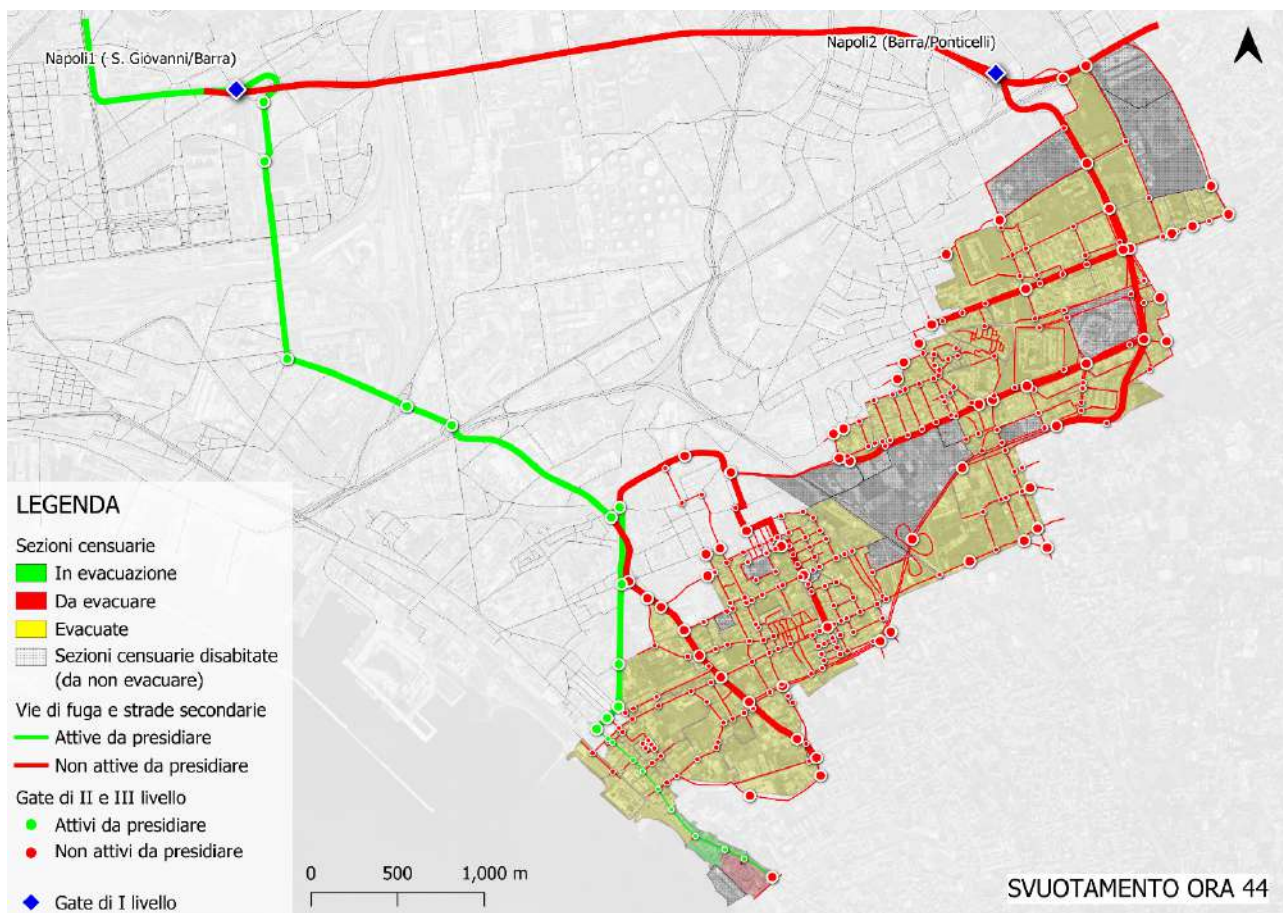 Napoli1 ( S. Giovanni/Barra)
Napoli2 (Barra/Ponticelli)
LEGENDA
Sezioni censuarie
In evacuazione
Da evacuare
Evacuate
Sezioni censuarie disabitate
(da non evacuare)
Vie di fuga e strade secondarie
Attive da presidiare
Non attive da presidiare
Gate di II e III livello
Attivi da presidiare
Non attivi da presidiare
Gate di I livello
0 500 1,000 m
SVUOTAMENTO ORA 44